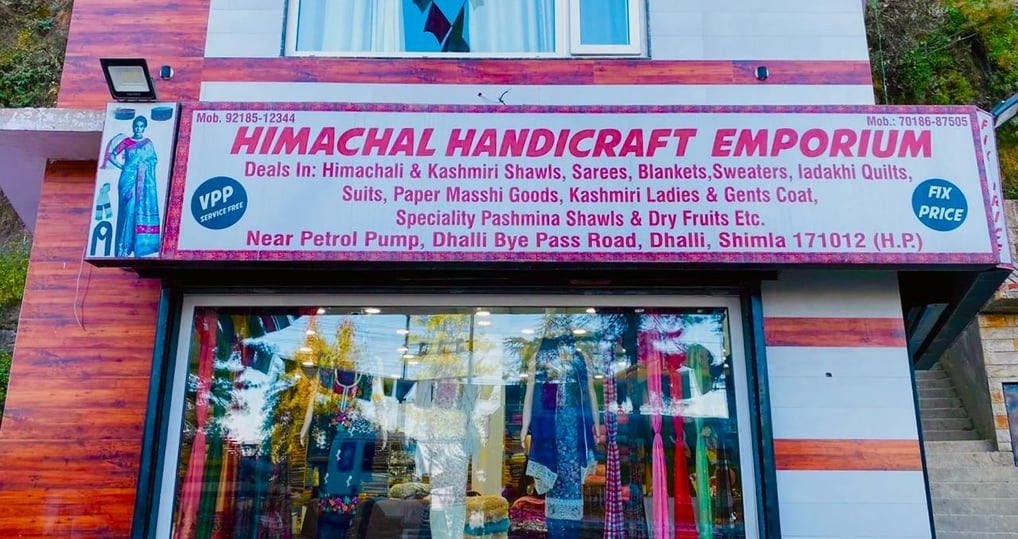 Mob. 92185-12344
Mob.: 70186-87505
HIMACHAL HANDICRAFT EMPORIUM
Deals In: Himachali & Kashmiri Shawls, Sarees, Blankets,Sweaters, ladakhi Quilts,
Suits, Paper Masshi Goods, Kashmiri Ladies & Gents Coat,
Speciality Pashmina Shawls & Dry Fruits Etc.
Near Petrol Pump, Dhalli Bye Pass Road, Dhalli, Shimla 171012 (H.P.)
VPP
SERVICE FREE
FIX
PRICE